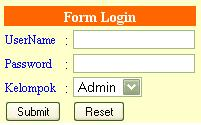 Form Login
UserName :
Password :
Kelompok : Admin
Submit Reset